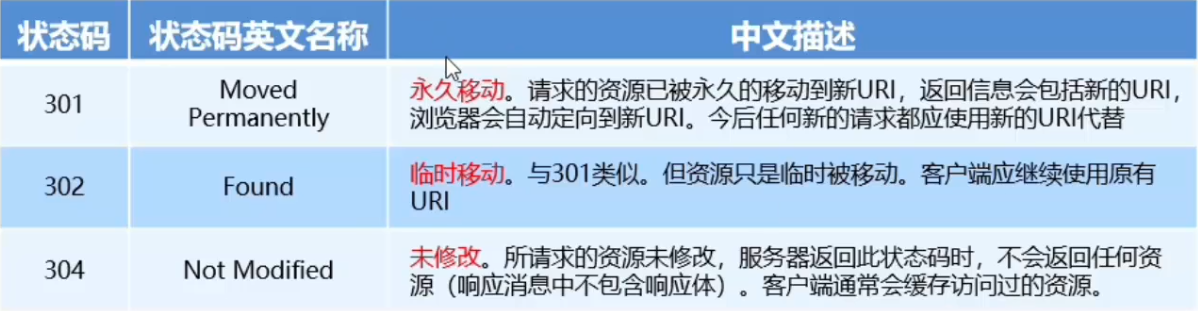 状态码 状态码英文名称 中文描述
301 Moved Permanently 永久移动。请求的资源已被永久的移动到新URI，返回信息会包括新的URI，
浏览器会自动定向到新URI。今后任何新的请求都应使用新的URI代替
302 Found 临时移动。与301类似。但资源只是临时被移动。客户端应继续使用原有
URI
304 Not Modified 未修改。所请求的资源未修改，服务器返回此状态码时，不会返回任何资
源（响应消息中不包含响应体）。客户端通常会缓存访问过的资源。